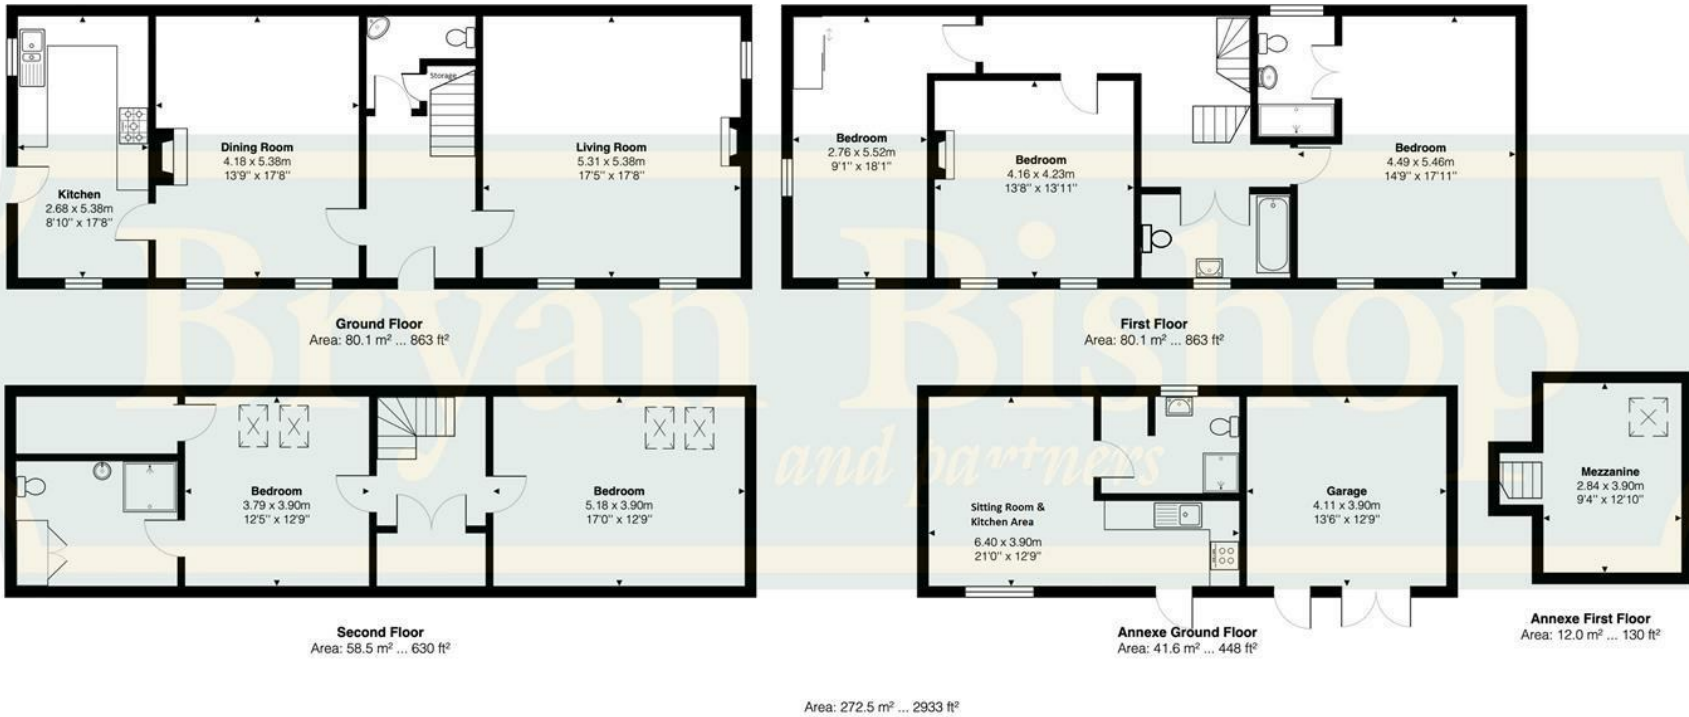 Kitchen
2.68 x 5.38m
8'10" x 17'8"
Dining Room
4.18 x 5.38m
13'9" x 17'8"
Storage
Living Room
5.31 x 5.38m
17'5" x 17'8"
Ground Floor
Area: 80.1 m² ... 863 ft²
Bedroom
2.76 x 5.52m
9'1" x 18'1"
Bedroom
4.16 x 4.23m
13'8" x 13'11"
Bedroom
4.49 x 5.46m
14'9" x 17'11"
First Floor
Area: 80.1 m² ... 863 ft²
Bryan Bishop
and partners
Bedroom
3.79 x 3.90m
12'5" x 12'9"
Bedroom
5.18 x 3.90m
17'0" x 12'9"
Second Floor
Area: 58.5 m² ... 630 ft²
Sitting Room &
Kitchen Area
6.40 x 3.90m
21'0" x 12'9"
Garage
4.11 x 3.90m
13'6" x 12'9"
Annexe Ground Floor
Area: 41.6 m² ... 448 ft²
Mezzanine
2.84 x 3.90m
9'4" x 12'10"
Annexe First Floor
Area: 12.0 m² ... 130 ft²
Area: 272.5 m² ... 2933 ft²